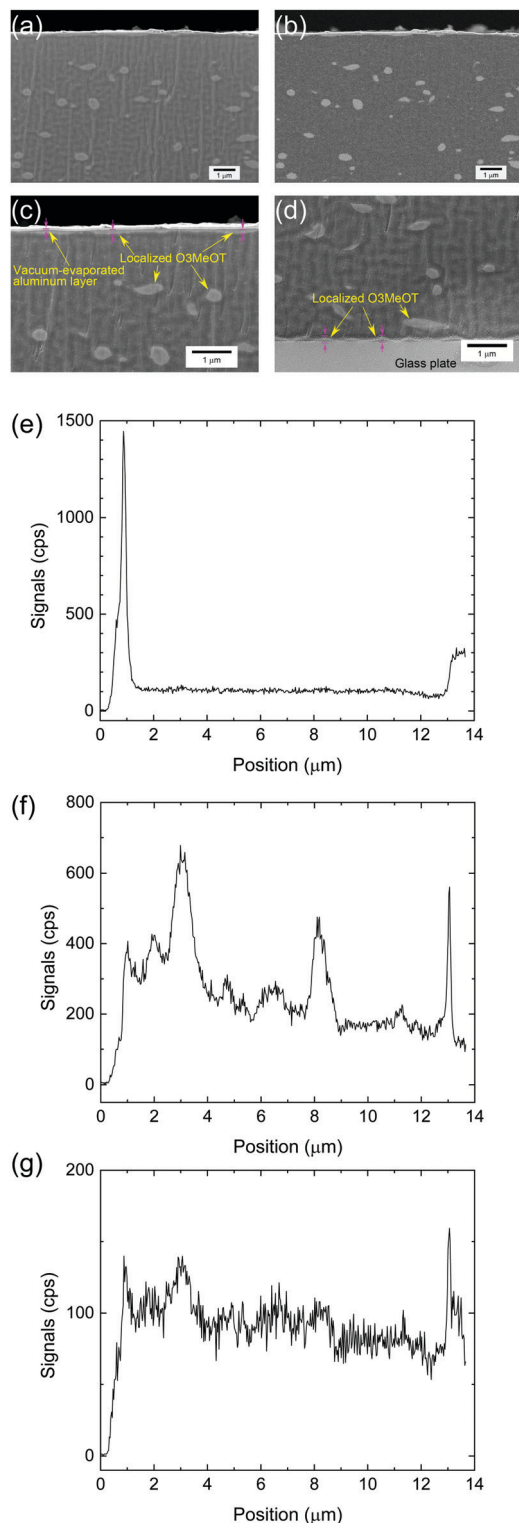 (a)
(b)
1 μm
1 μm
(c)
(d)
Localized O3MeOT
Vacuum-evaporated
aluminum layer
1 μm
Localized O3MeOT
1 μm
Glass plate
(e)
1500
1000
500
0
Signals (cps)
0 2 4 6 8 10 12 14
Position (μm)
(f)
800
600
400
200
0
Signals (cps)
0 2 4 6 8 10 12 14
Position (μm)
(g)
200
150
100
50
0
Signals (cps)
0 2 4 6 8 10 12 14
Position (μm)